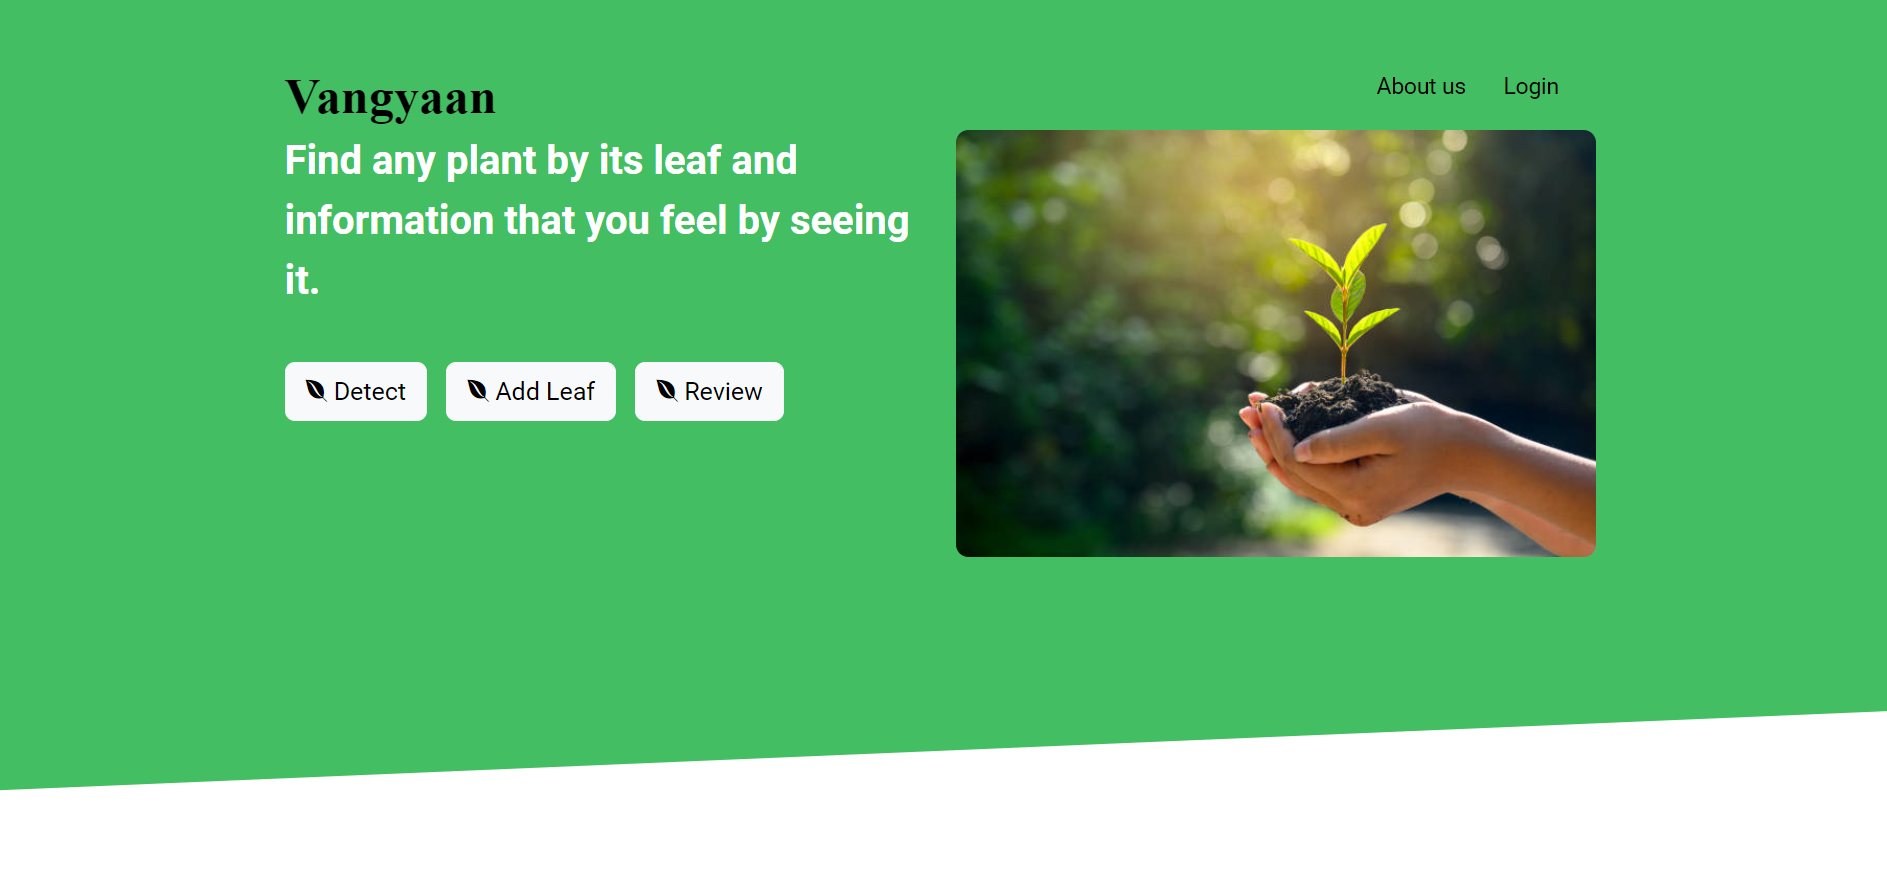 Vangyaan
About us
Login
Find any plant by its leaf and
information that you feel by seeing
it.
Detect
Add Leaf
Review